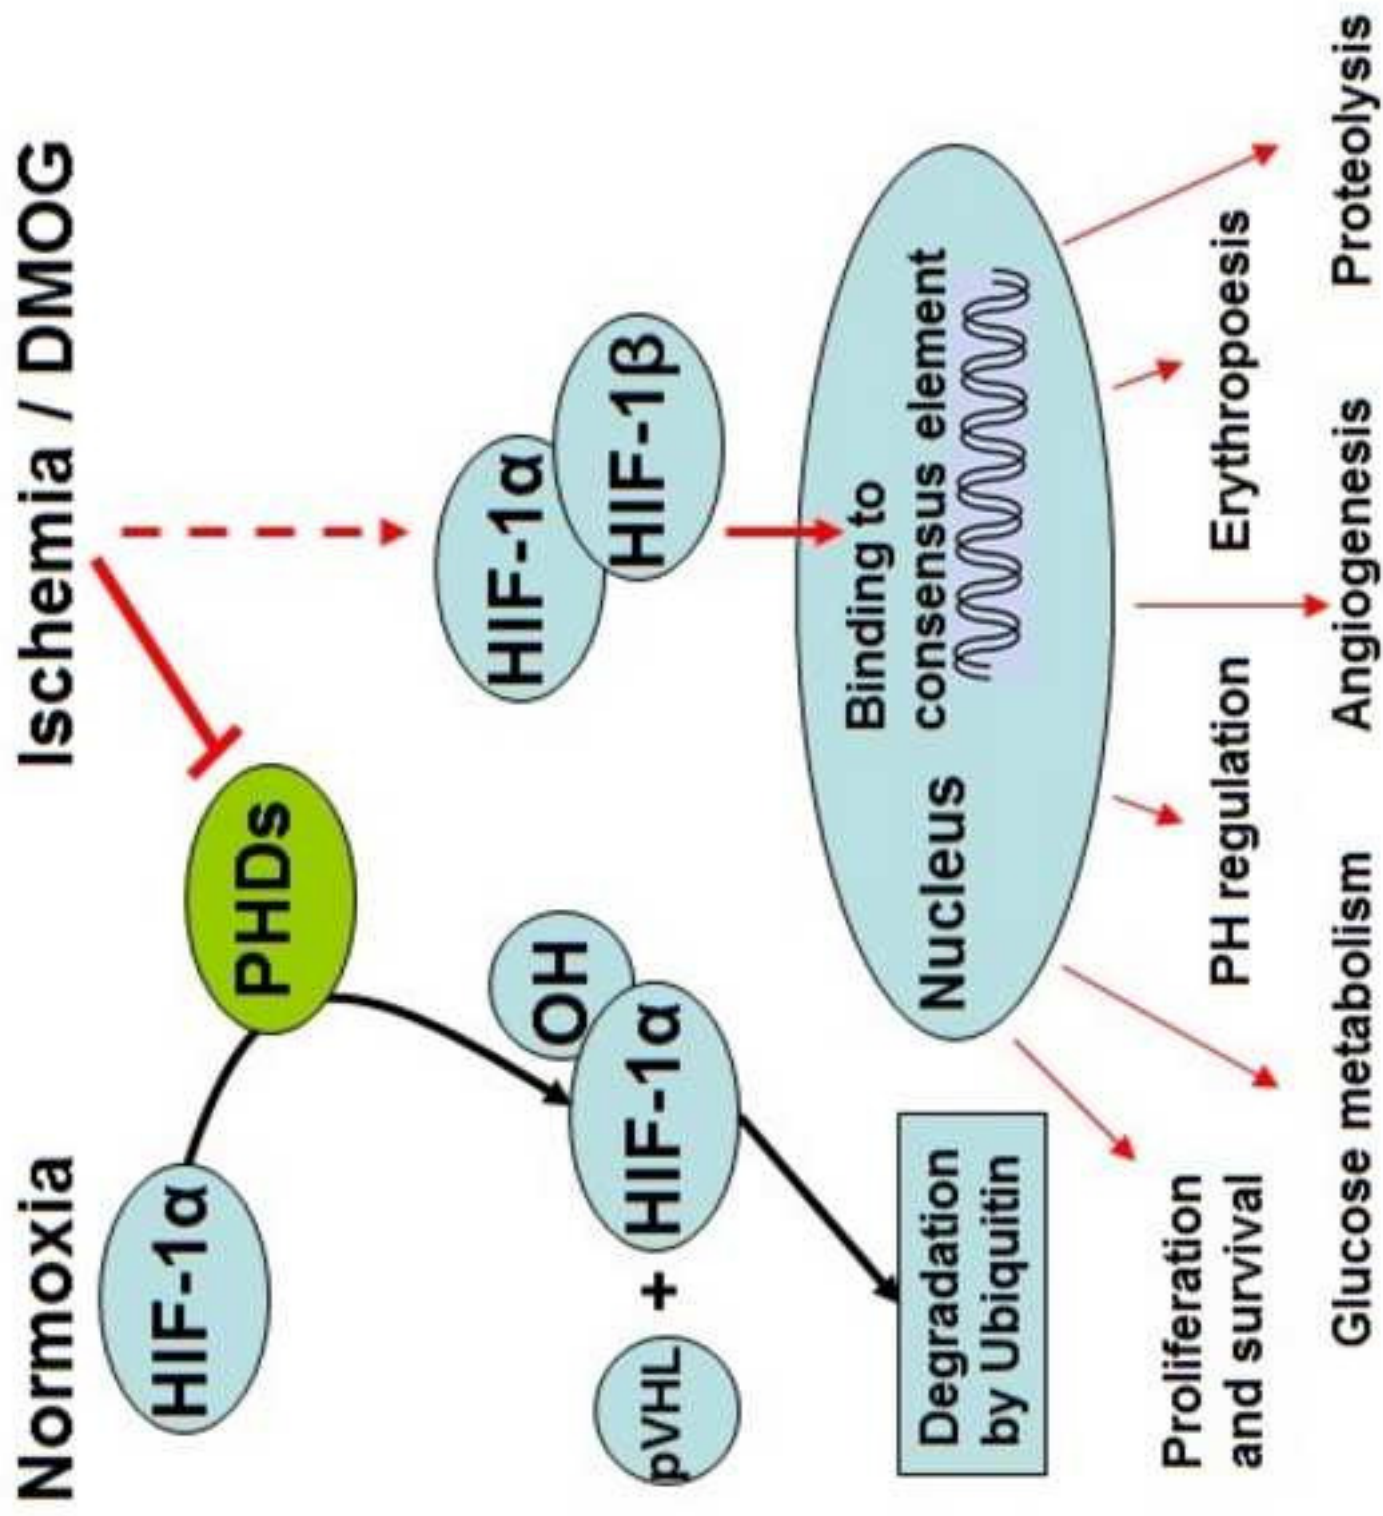 Normoxia
Ischemia / DMOG
HIF-1α
PHDs
OH
HIF-1α
pVHL
+
HIF-1α
HIF-1β
Degradation
by Ubiquitin
Nucleus
Binding to
consensus element
Proliferation
and survival
PH regulation
Erythropoesis
Glucose metabolism
Angiogenesis
Proteolysis